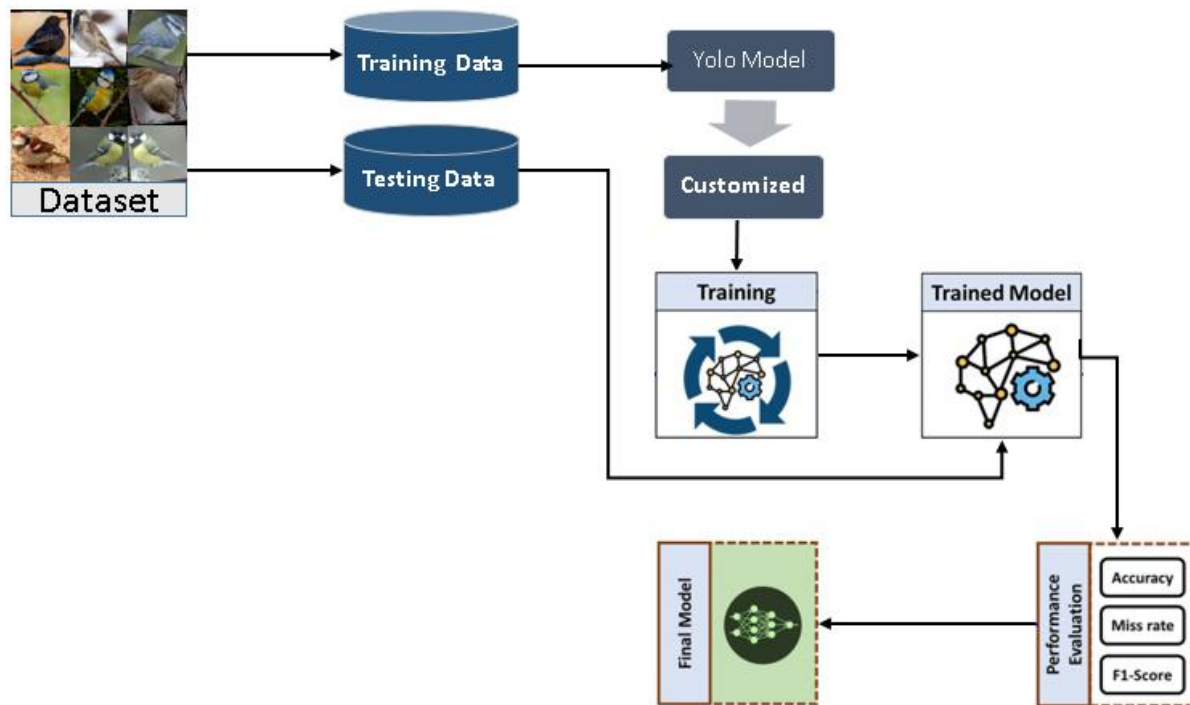 Training Data
Yolo Model
Testing Data
Customized
Dataset
Training
Trained Model
Final Model
Performance
Evaluation
Accuracy
Miss rate
F1-Score